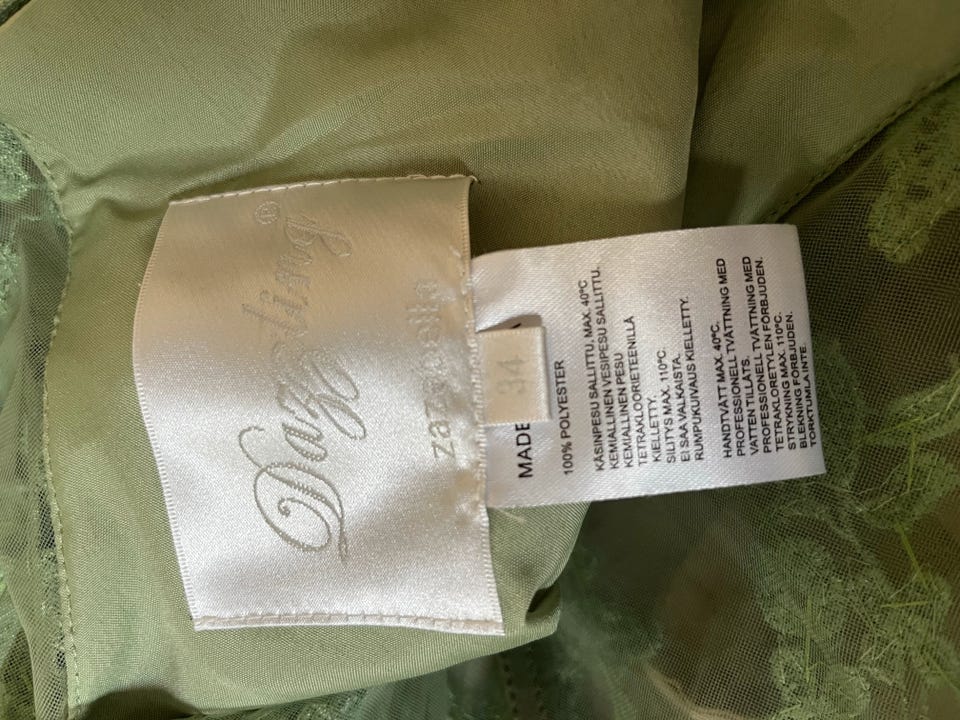 Dazzling®
zarzuela
34
MADE
100% POLYESTER
KÄSINPESU SALLITTU, MAX. 40ºC
KEMIALLINEN VESIPESU SALLITTU.
KEMIALLINEN PESU
TETRAKLOORIETEENILLÄ
KIELLETTY.
SILITYS MAX. 110ºC.
EI SAA VALKAISTA.
RUMPUKUIVAUS KIELLETTY.
HANDTVÄTT MAX. 40ºC.
PROFESSIONELL TVÄTTNING MED
VATTEN TILLÅTS.
PROFESSIONELL TVÄTTNING MED
TETRAKLORETYLEN FÖRBJUDEN.
STRYKNING MAX. 110ºC.
BLEKNING FÖRBJUDEN.
TORKTUMLA INTE.